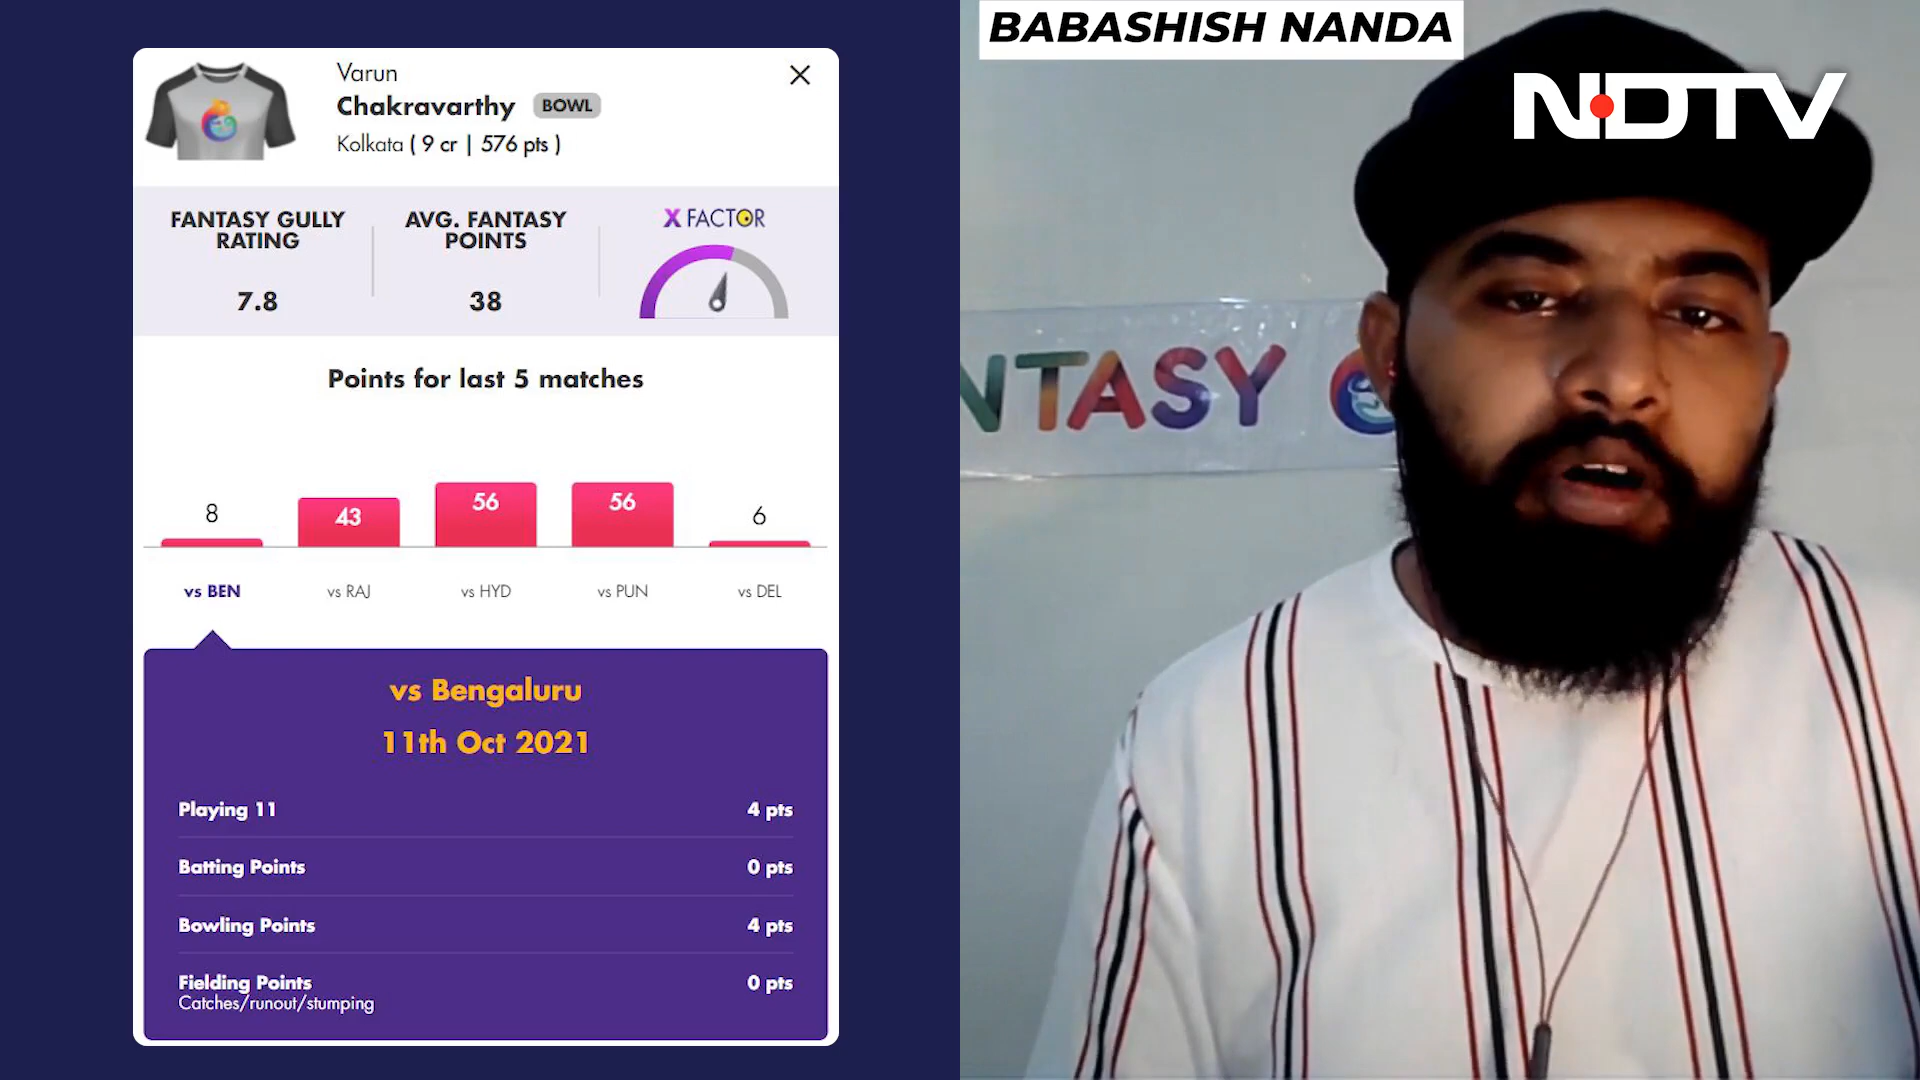 Varun
Chakravarthy BOWL
Kolkata ( 9 cr | 576 pts )
FANTASY GULLY
RATING
7.8
AVG. FANTASY
POINTS
38
X FACTOR
Points for last 5 matches
8 43 56 56 6
vs BEN vs RAJ vs HYD vs PUN vs DEL
vs Bengaluru
11th Oct 2021
Playing 11 4 pts
Batting Points 0 pts
Bowling Points 4 pts
Fielding Points 0 pts
Catches/runout/stumping
BABASHISH NANDA
NDTV
NTASY